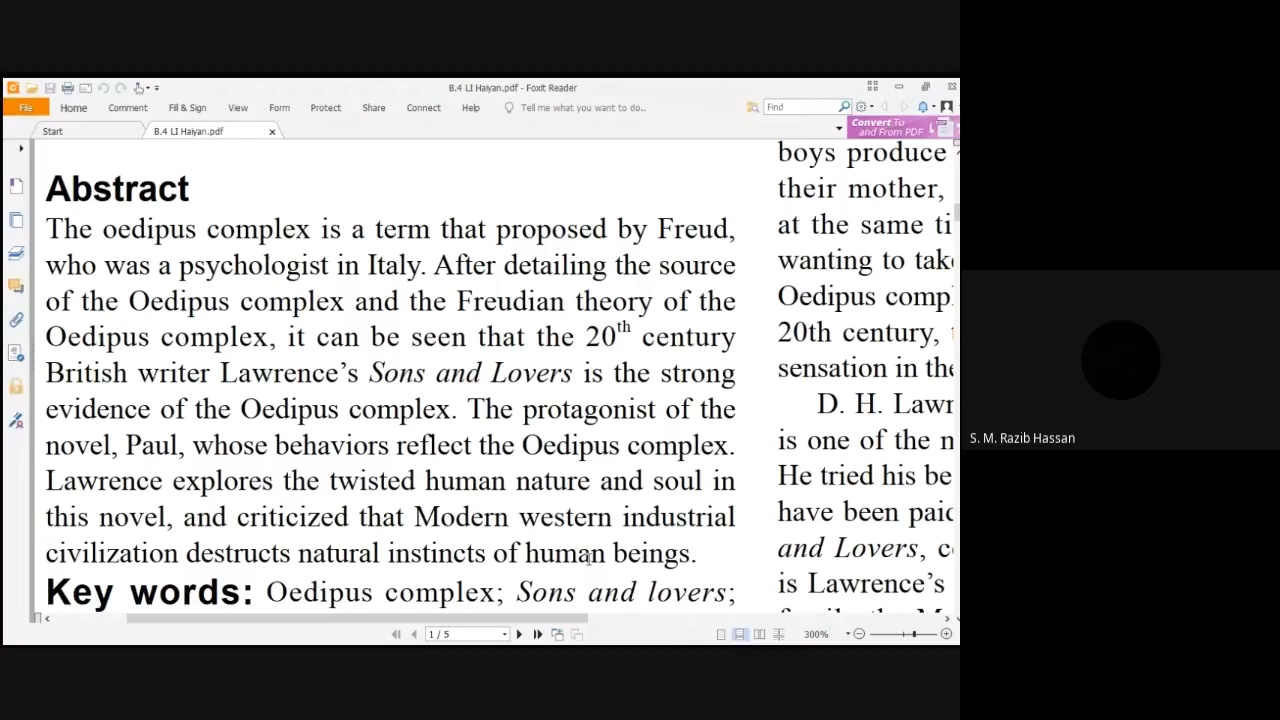 B.4 LI Haiyan.pdf - Foxit Reader
File Home Comment Fill & Sign View Form Protect Share Connect Help Tell me what you want to do.. Find
Start B.4 LI Haiyan.pdf
Convert To
and From PDF
Abstract
The oedipus complex is a term that proposed by Freud,
who was a psychologist in Italy. After detailing the source
of the Oedipus complex and the Freudian theory of the
Oedipus complex, it can be seen that the 20th century
British writer Lawrence's Sons and Lovers is the strong
evidence of the Oedipus complex. The protagonist of the
novel, Paul, whose behaviors reflect the Oedipus complex.
Lawrence explores the twisted human nature and soul in
this novel, and criticized that Modern western industrial
civilization destructs natural instincts of human beings.
Key words: Oedipus complex; Sons and lovers;
boys produce
their mother,
at the same ti
wanting to take
Oedipus comp
20th century,
sensation in the
D. H. Lawr
is one of the m
He tried his be
have been paid
and Lovers, c
is Lawrence's
1 / 5
300%
S. M. Razib Hassan